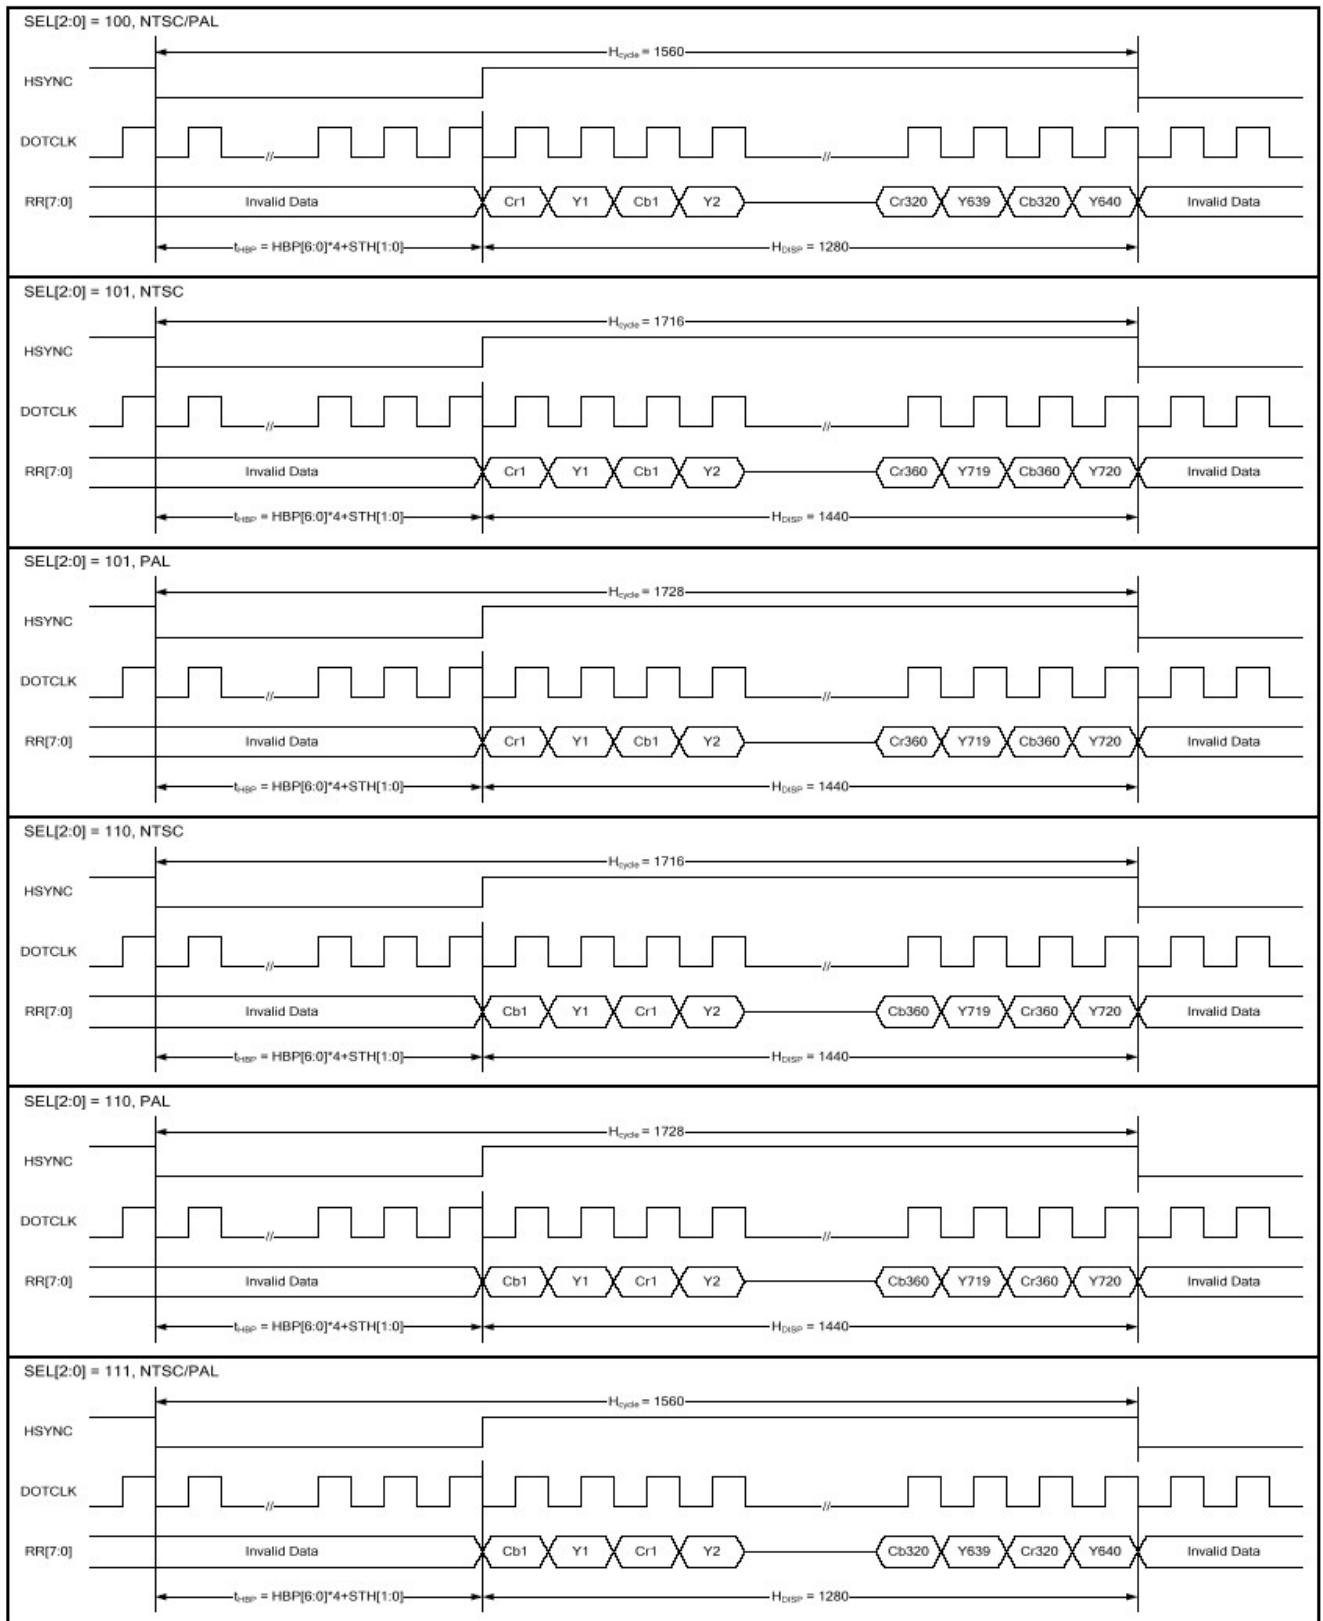 SEL[2:0] = 100, NTSC/PAL
Hcycle = 1560
HSYNC
DOTCLK
//
//
RR[7:0] Invalid Data Cr1 Y1 Cb1 Y2 Cr320 Y639 Cb320 Y640 Invalid Data
tHBP = HBP[6:0]*4+STH[1:0] HDISP = 1280
SEL[2:0] = 101, NTSC
Hcycle = 1716
HSYNC
DOTCLK
//
//
RR[7:0] Invalid Data Cr1 Y1 Cb1 Y2 Cr360 Y719 Cb360 Y720 Invalid Data
tHBP = HBP[6:0]*4+STH[1:0] HDISP = 1440
SEL[2:0] = 101, PAL
Hcycle = 1728
HSYNC
DOTCLK
//
//
RR[7:0] Invalid Data Cr1 Y1 Cb1 Y2 Cr360 Y719 Cb360 Y720 Invalid Data
tHBP = HBP[6:0]*4+STH[1:0] HDISP = 1440
SEL[2:0] = 110, NTSC
Hcycle = 1716
HSYNC
DOTCLK
//
//
RR[7:0] Invalid Data Cb1 Y1 Cr1 Y2 Cb360 Y719 Cr360 Y720 Invalid Data
tHBP = HBP[6:0]*4+STH[1:0] HDISP = 1440
SEL[2:0] = 110, PAL
Hcycle = 1728
HSYNC
DOTCLK
//
//
RR[7:0] Invalid Data Cb1 Y1 Cr1 Y2 Cb360 Y719 Cr360 Y720 Invalid Data
tHBP = HBP[6:0]*4+STH[1:0] HDISP = 1440
SEL[2:0] = 111, NTSC/PAL
Hcycle = 1560
HSYNC
DOTCLK
//
//
RR[7:0] Invalid Data Cb1 Y1 Cr1 Y2 Cb320 Y639 Cr320 Y640 Invalid Data
tHBP = HBP[6:0]*4+STH[1:0] HDISP = 1280